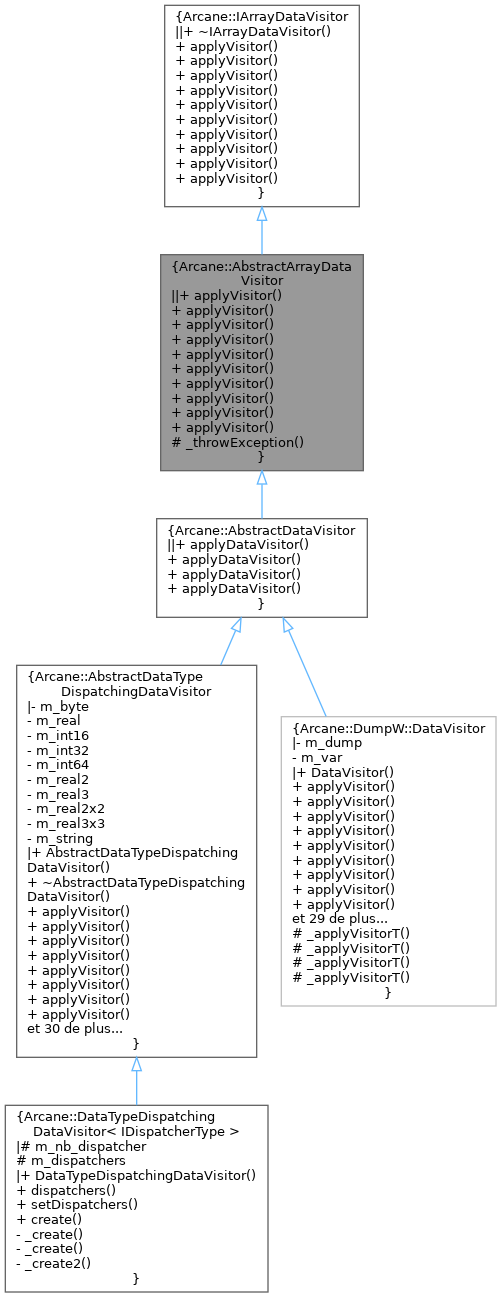 {Arcane::IArrayDataVisitor
||+ ~IArrayDataVisitor()
+ applyVisitor()
+ applyVisitor()
+ applyVisitor()
+ applyVisitor()
+ applyVisitor()
+ applyVisitor()
+ applyVisitor()
+ applyVisitor()
+ applyVisitor()
+ applyVisitor()
}
{Arcane::AbstractArrayData
Visitor
||+ applyVisitor()
+ applyVisitor()
+ applyVisitor()
+ applyVisitor()
+ applyVisitor()
+ applyVisitor()
+ applyVisitor()
+ applyVisitor()
+ applyVisitor()
+ applyVisitor()
# _throwException()
}
{Arcane::AbstractDataVisitor
||+ applyDataVisitor()
+ applyDataVisitor()
+ applyDataVisitor()
+ applyDataVisitor()
}
{Arcane::AbstractDataType
DispatchingDataVisitor
|- m_byte
- m_real
- m_int16
- m_int32
- m_int64
- m_real2
- m_real3
- m_real2x2
- m_real3x3
- m_string
|+ AbstractDataTypeDispatching
DataVisitor()
+ ~AbstractDataTypeDispatching
DataVisitor()
+ applyVisitor()
+ applyVisitor()
+ applyVisitor()
+ applyVisitor()
+ applyVisitor()
+ applyVisitor()
+ applyVisitor()
+ applyVisitor()
et 30 de plus...
}
{Arcane::DumpW::DataVisitor
|- m_dump
- m_var
|+ DataVisitor()
+ applyVisitor()
+ applyVisitor()
+ applyVisitor()
+ applyVisitor()
+ applyVisitor()
+ applyVisitor()
+ applyVisitor()
+ applyVisitor()
+ applyVisitor()
et 29 de plus...
# _applyVisitorT()
# _applyVisitorT()
# _applyVisitorT()
# _applyVisitorT()
}
{Arcane::DataTypeDispatching
DataVisitor< IDispatcherType >
|# m_nb_dispatcher
# m_dispatchers
|+ DataTypeDispatchingDataVisitor()
+ dispatchers()
+ setDispatchers()
+ create()
- _create()
- _create()
- _create2()
}